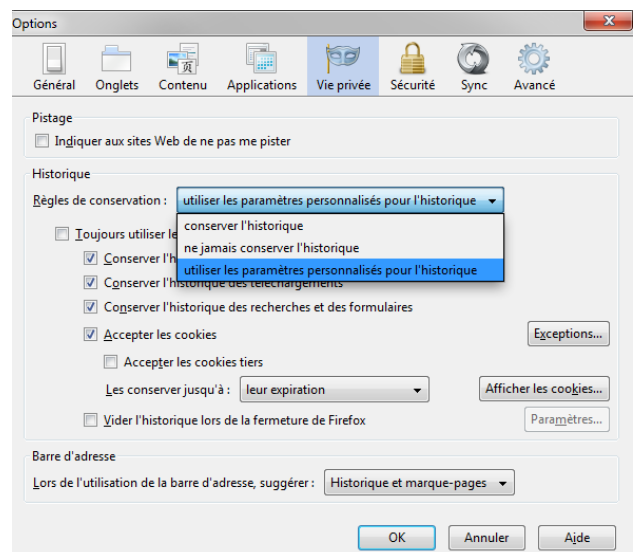 Options
Général Onglets Contenu Applications Vie privée Sécurité Sync Avancé
Pistage
Indiquer aux sites Web de ne pas me pister
Historique
Règles de conservation : utiliser les paramètres personnalisés pour l'historique
conserver l'historique
ne jamais conserver l'historique
utiliser les paramètres personnalisés pour l'historique
Toujours utiliser le
Conserver l'h
Conserver l'historique des téléchargements
Conserver l'historique des recherches et des formulaires
Accepter les cookies Exceptions...
Accepter les cookies tiers
Les conserver jusqu'à : leur expiration Afficher les cookies...
Vider l'historique lors de la fermeture de Firefox Paramètres...
Barre d'adresse
Lors de l'utilisation de la barre d'adresse, suggérer : Historique et marque-pages
OK Annuler Aide